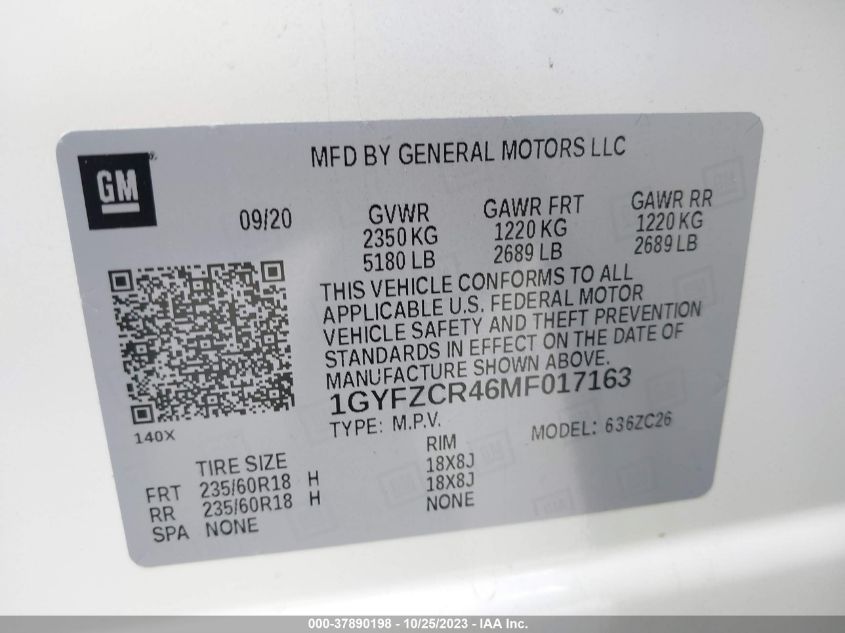 MFD BY GENERAL MOTORS LLC
GM
09/20 GVWR GAWR FRT GAWR RR
2350 KG 1220 KG 1220 KG
5180 LB 2689 LB 2689 LB
THIS VEHICLE CONFORMS TO ALL
APPLICABLE U.S. FEDERAL MOTOR
VEHICLE SAFETY AND THEFT PREVENTION
STANDARDS IN EFFECT ON THE DATE OF
MANUFACTURE SHOWN ABOVE.
1GYFZCR46MF017163
140X
TYPE: M.P.V. MODEL: 636ZC26
TIRE SIZE RIM
FRT 235/60R18 H 18X8J
RR 235/60R18 H 18X8J
SPA NONE NONE
000-37890198 - 10/25/2023 - IAA Inc.